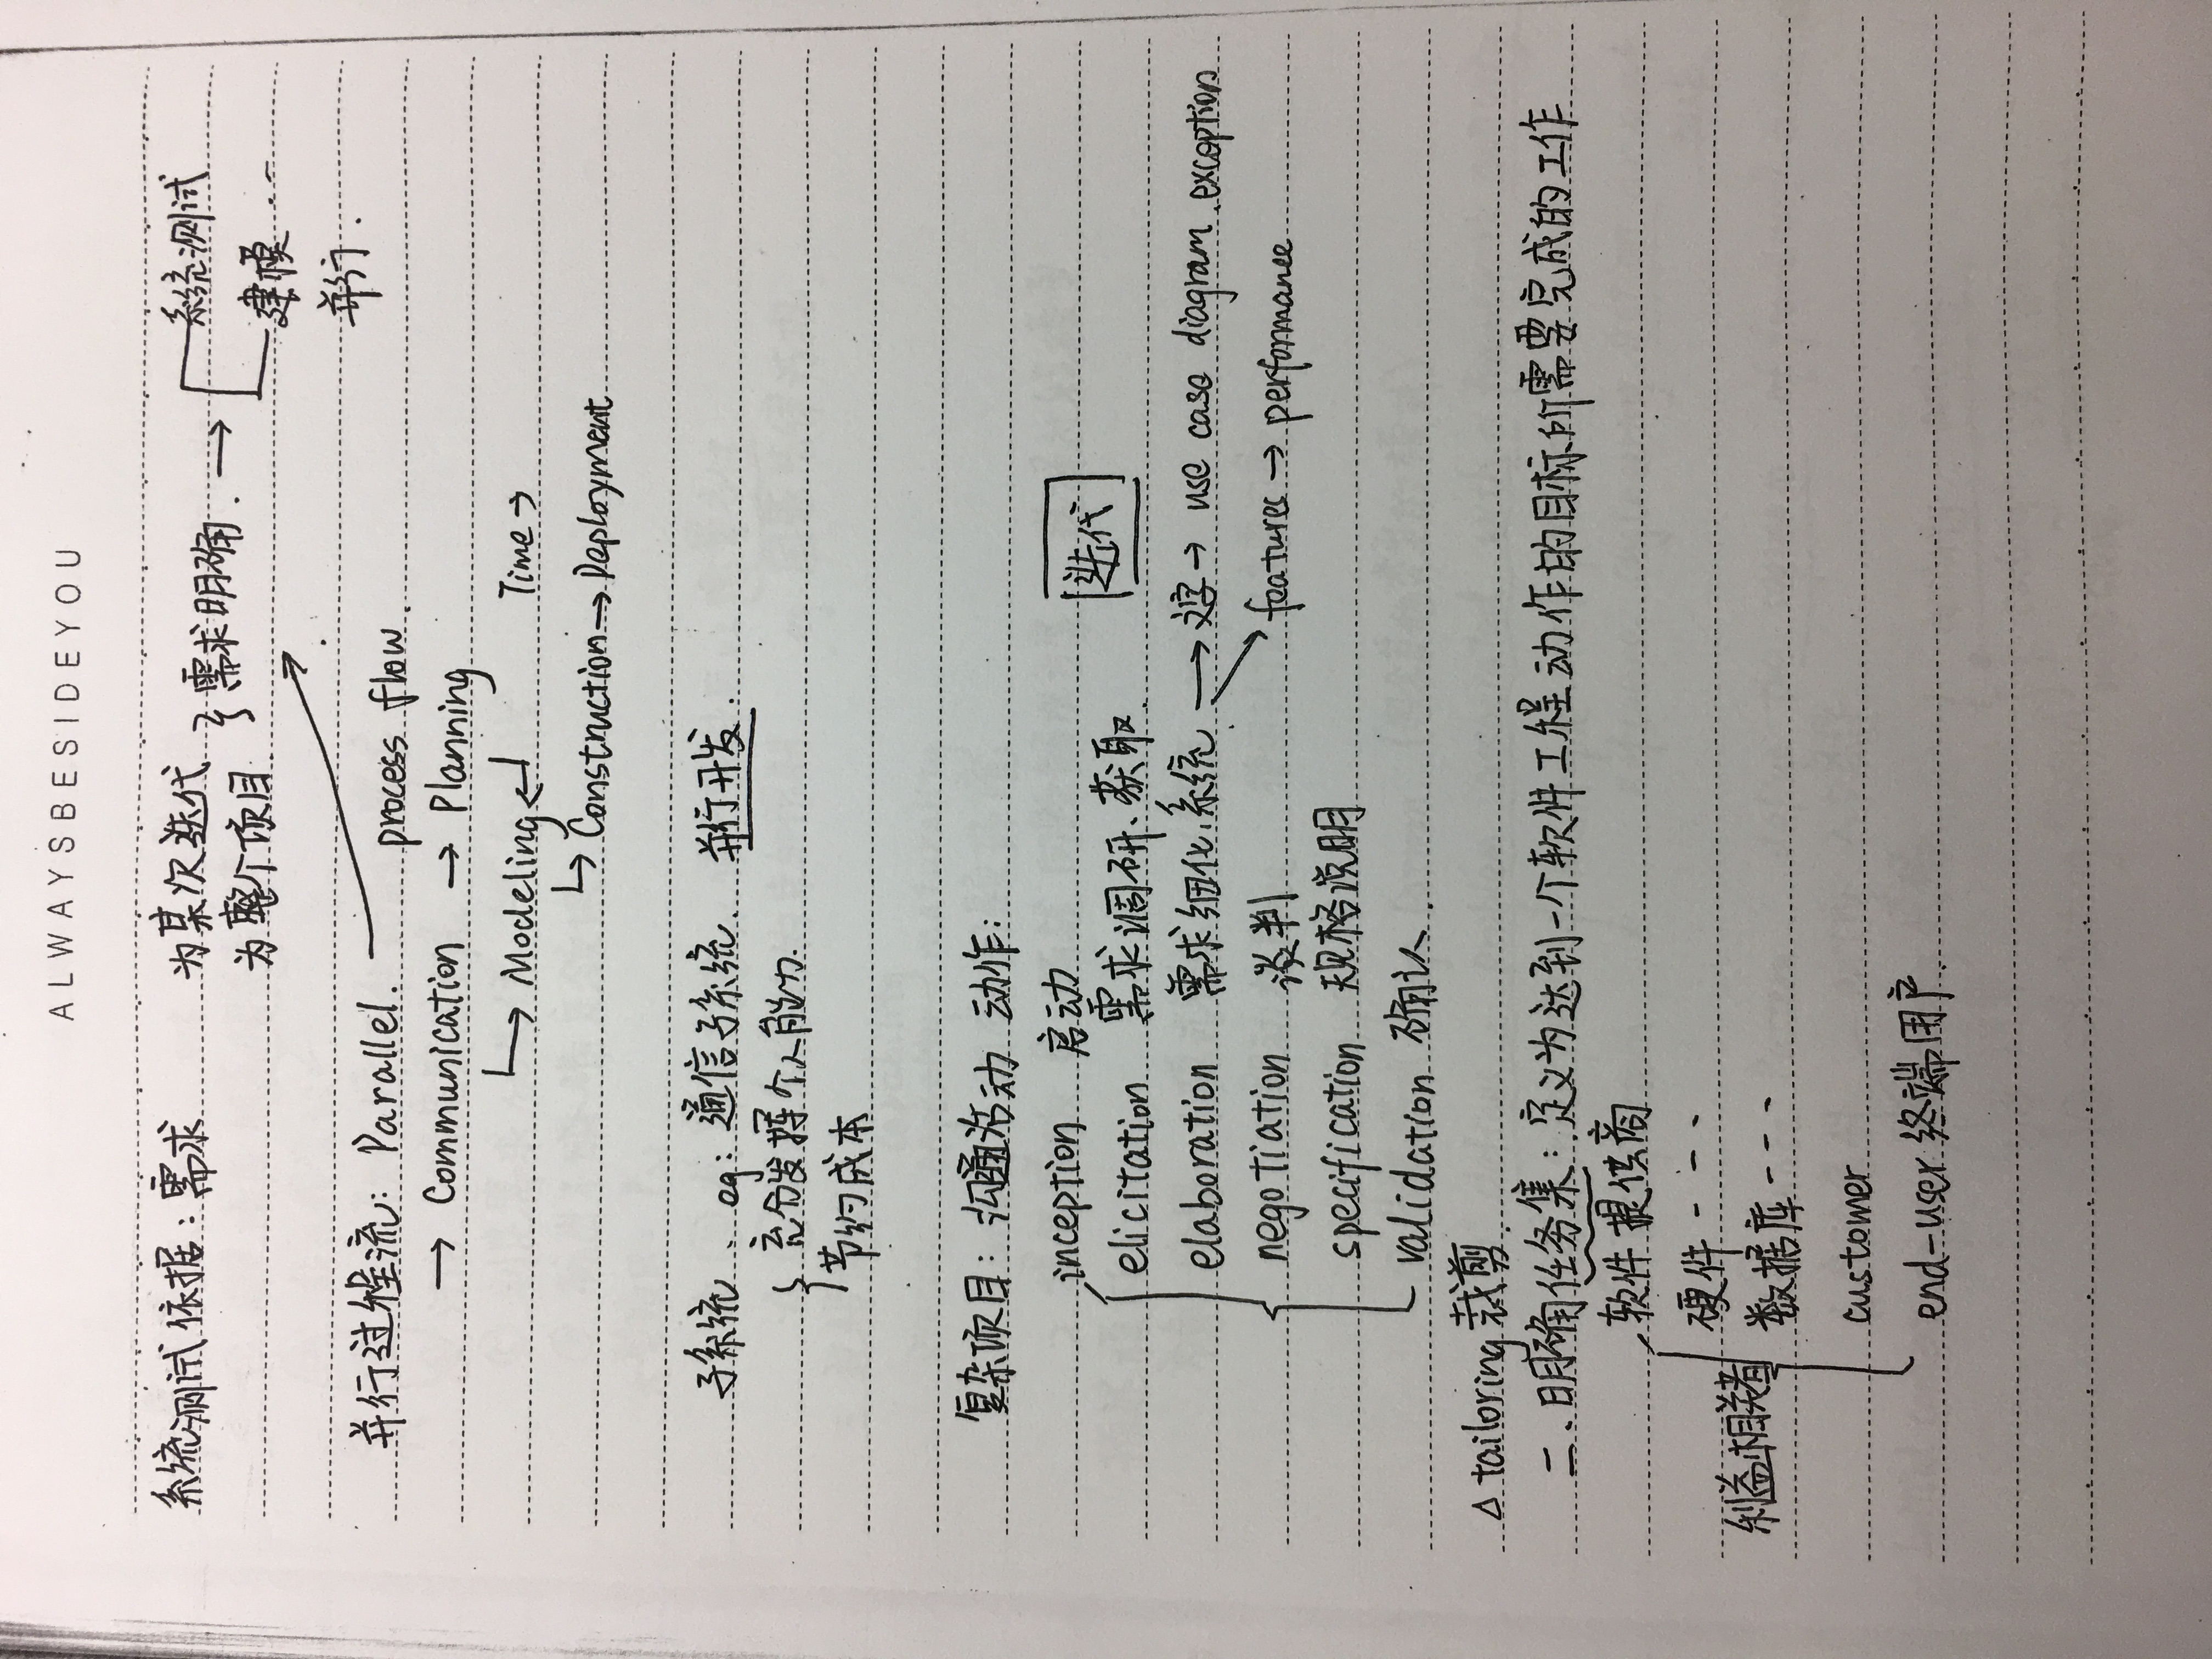 ALWAYSBESIDEYOU
系统测试依据：需求 为某次迭代 } 需求明确. → 系统测试
为整个项目. 建模 ...
并行.
并行过程流: Parallel. process flow.
→ Communication → Planning
↳ Modeling ↲ Time →
↳ Construction → Deployment
子系统、eg: 通信子系统. 并行开发.
{ 充分发挥个人能力.
节约成本
复杂项目: 沟通活动 动作:
inception 启动
elicitation 需求调研、获取. 迭代
elaboration 需求细化.系统 → 文字 → use case diagram.exception
negotiation 谈判 features → performance
specification 规格说明
validation 确认.
△ tailoring 裁剪.
二、明确任务集: 定义为达到一个软件工程动作的目标所需要完成的工作
软件提供商
硬件 - - -
利益相关者
数据库 - - -
customer
end-user 终端用户.